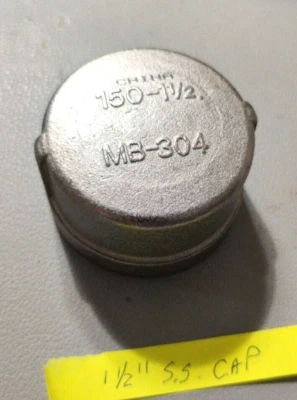 CHINA
150-1½.
MB-304
1½" S.S. CAP